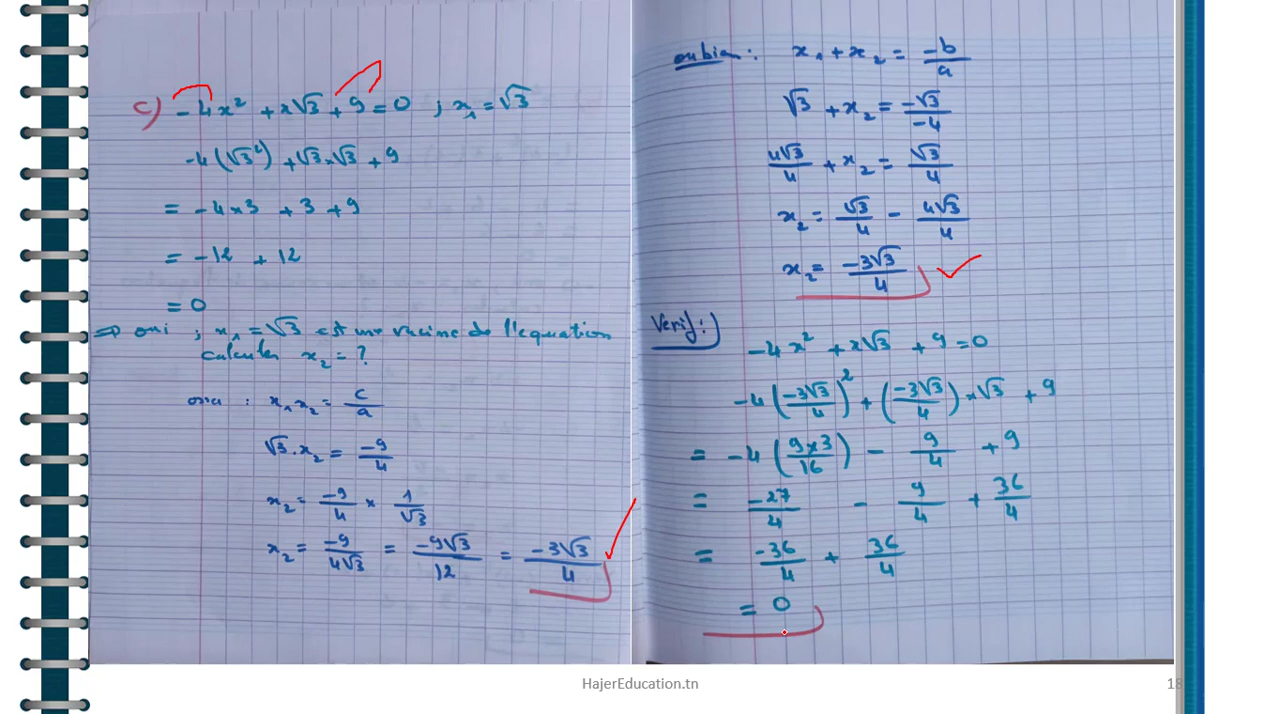 c) -4x² + x√3 + 9 = 0 ; x₁ = √3
-4(√3²) + √3 × √3 + 9
= -4 × 3 + 3 + 9
= -12 + 12
= 0
⇒ oui ; x₁ = √3 est une racine de l'equation
calculer x₂ = ?
on a : x₁x₂ = c/a
√3 . x₂ = -9/4
x₂ = -9/4 × 1/√3
x₂ = -9/4√3 = -9√3/12 = -3√3/4
ou bien : x₁ + x₂ = -b/a
√3 + x₂ = -√3/-4
4√3/4 + x₂ = √3/4
x₂ = √3/4 - 4√3/4
x₂ = -3√3/4
Verif :
-4x² + x√3 + 9 = 0
-4(-3√3/4)² + (-3√3/4) × √3 + 9
= -4(9×3/16) - 9/4 + 9
= -27/4 - 9/4 + 36/4
= -36/4 + 36/4
= 0
HajerEducation.tn
18